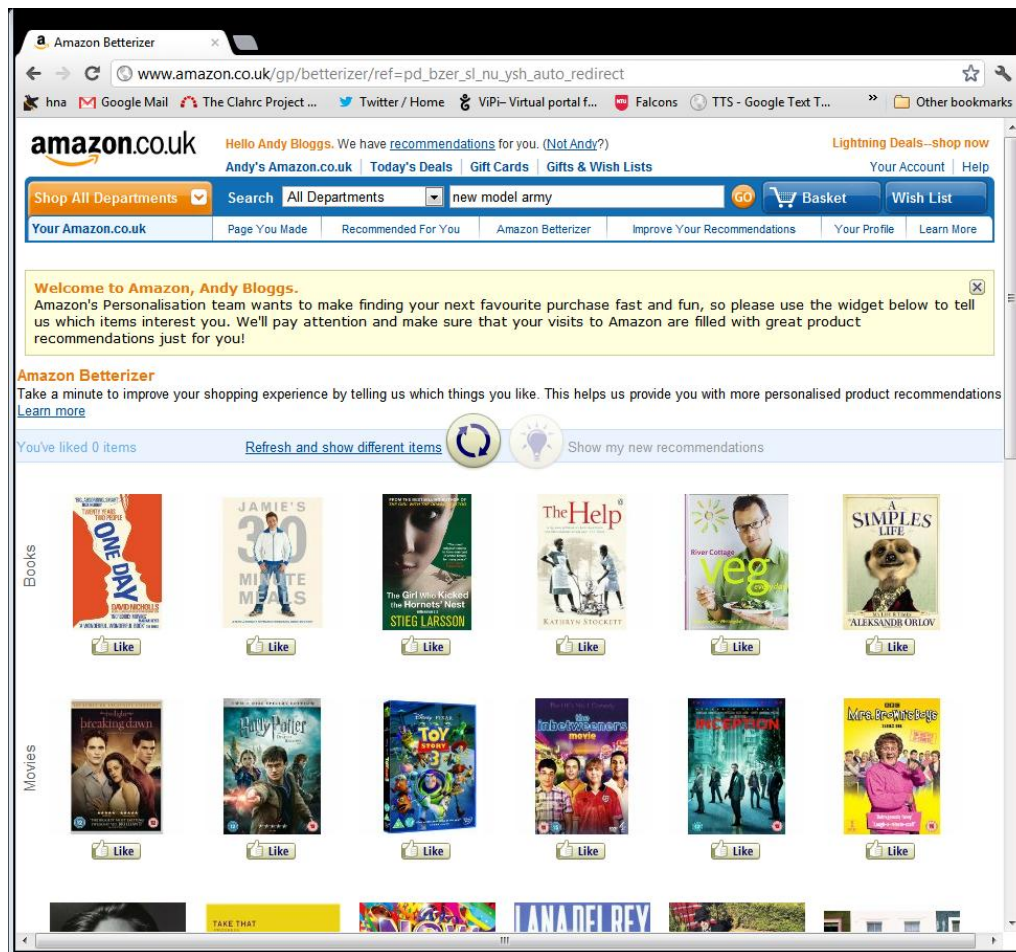 Amazon Betterizer
www.amazon.co.uk/gp/betterizer/ref=pd_bzer_sl_nu_ysh_auto_redirect
hna Google Mail The Clahrc Project ... Twitter / Home ViPi– Virtual portal f... Falcons TTS - Google Text T... » Other bookmarks
amazon.co.uk
Hello Andy Bloggs. We have recommendations for you. (Not Andy?) Lightning Deals--shop now
Andy's Amazon.co.uk Today's Deals Gift Cards Gifts & Wish Lists Your Account Help
Shop All Departments Search All Departments new model army GO Basket Wish List
Your Amazon.co.uk Page You Made Recommended For You Amazon Betterizer Improve Your Recommendations Your Profile Learn More
Welcome to Amazon, Andy Bloggs.
Amazon's Personalisation team wants to make finding your next favourite purchase fast and fun, so please use the widget below to tell
us which items interest you. We'll pay attention and make sure that your visits to Amazon are filled with great product
recommendations just for you!
Amazon Betterizer
Take a minute to improve your shopping experience by telling us which things you like. This helps us provide you with more personalised product recommendations
Learn more
You've liked 0 items Refresh and show different items Show my new recommendations
Books
TWENTY YEARS
TWO PEOPLE
ONE DAY
DAVID NICHOLLS
JAMIE'S
30
MINUTE
MEALS
The Girl Who Kicked
the Hornets' Nest
STIEG LARSSON
The Help
KATHRYN STOCKETT
River Cottage
veg
everyday
A
SIMPLES
LIFE
ALEKSANDR ORLOV
Like Like Like Like Like Like
Movies
twilight
breaking dawn
Harry Potter
Disney PIXAR
TOY
STORY
3
the
inbetweeners
movie
INCEPTION
Mrs. Brown's Boys
Like Like Like Like Like Like
TAKE THAT
NOW
LANA DEL REY